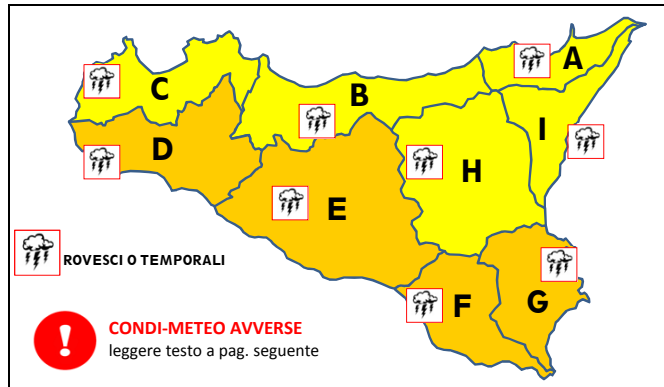 A
C
B
I
D
H
E
ROVESCI O TEMPORALI
F
G
CONDI-METEO AVVERSE
leggere testo a pag. seguente